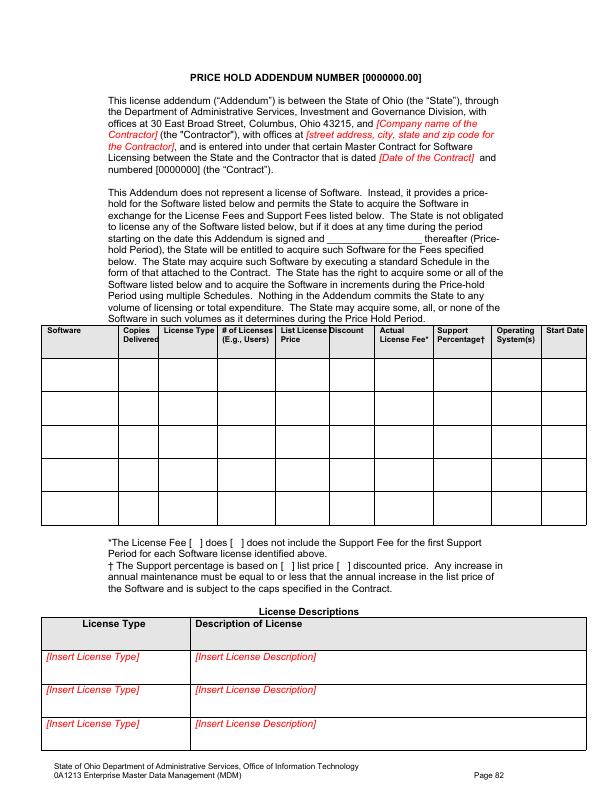 PRICE HOLD ADDENDUM NUMBER [0000000.00]
This license addendum (“Addendum”) is between the State of Ohio (the “State”), through
the Department of Administrative Services, Investment and Governance Division, with
offices at 30 East Broad Street, Columbus, Ohio 43215, and [Company name of the
Contractor] (the "Contractor"), with offices at [street address, city, state and zip code for
the Contractor], and is entered into under that certain Master Contract for Software
Licensing between the State and the Contractor that is dated [Date of the Contract] and
numbered [0000000] (the “Contract”).
This Addendum does not represent a license of Software. Instead, it provides a price-
hold for the Software listed below and permits the State to acquire the Software in
exchange for the License Fees and Support Fees listed below. The State is not obligated
to license any of the Software listed below, but if it does at any time during the period
starting on the date this Addendum is signed and _________________ thereafter (Price-
hold Period), the State will be entitled to acquire such Software for the Fees specified
below. The State may acquire such Software by executing a standard Schedule in the
form of that attached to the Contract. The State has the right to acquire some or all of the
Software listed below and to acquire the Software in increments during the Price-hold
Period using multiple Schedules. Nothing in the Addendum commits the State to any
volume of licensing or total expenditure. The State may acquire some, all, or none of the
Software in such volumes as it determines during the Price Hold Period.
Software Copies License Type # of Licenses List License Discount Actual Support Operating Start Date
Delivered (E.g., Users) Price License Fee* Percentage† System(s)
*The License Fee [ ] does [ ] does not include the Support Fee for the first Support
Period for each Software license identified above.
† The Support percentage is based on [ ] list price [ ] discounted price. Any increase in
annual maintenance must be equal to or less that the annual increase in the list price of
the Software and is subject to the caps specified in the Contract.
License Descriptions
License Type Description of License
[Insert License Type] [Insert License Description]
[Insert License Type] [Insert License Description]
[Insert License Type] [Insert License Description]
State of Ohio Department of Administrative Services, Office of Information Technology
0A1213 Enterprise Master Data Management (MDM) Page 82